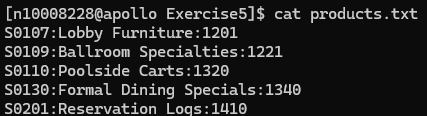 [n10008228@apollo Exercise5]$ cat products.txt
S0107:Lobby Furniture:1201
S0109:Ballroom Specialties:1221
S0110:Poolside Carts:1320
S0130:Formal Dining Specials:1340
S0201:Reservation Logs:1410